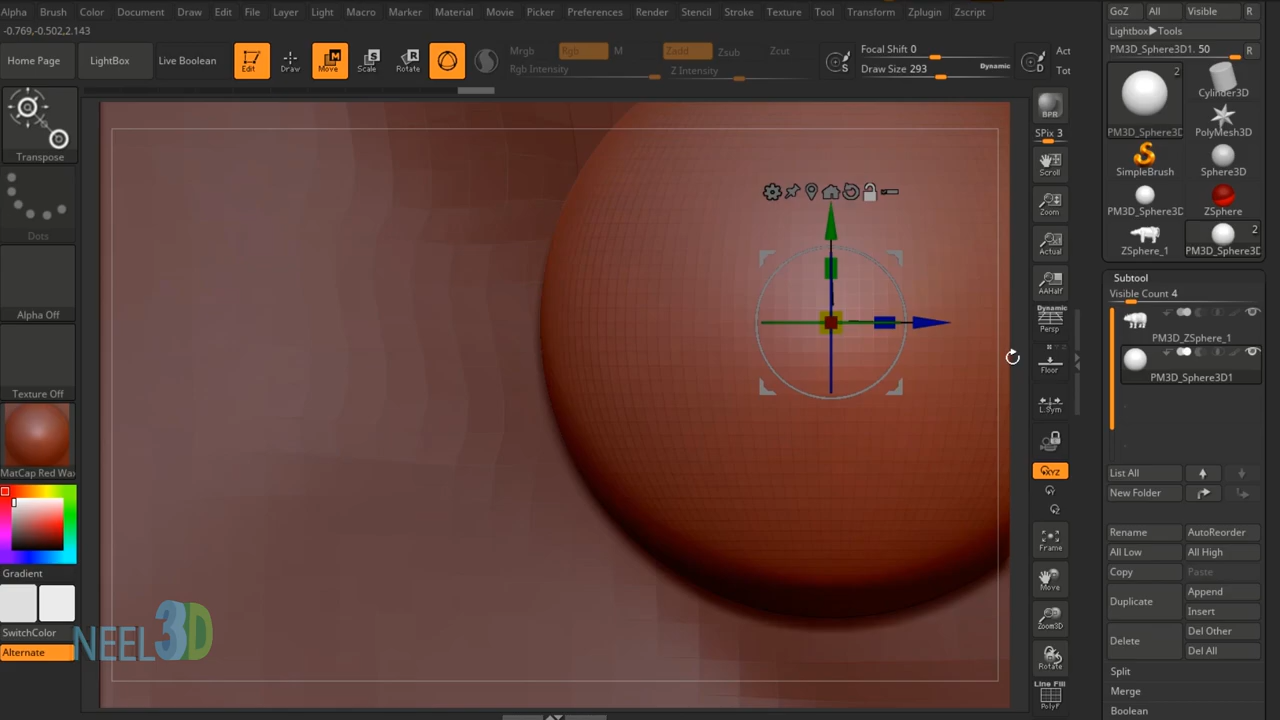 Alpha Brush Color Document Draw Edit File Layer Light Macro Marker Material Movie Picker Preferences Render Stencil Stroke Texture Tool Transform Zplugin Zscript
-0.769,-0.502,2.143
Home Page LightBox Live Boolean Edit Draw Move Scale Rotate
Mrgb Rgb M Zadd Zsub Zcut
Rgb Intensity Z Intensity
Focal Shift 0
Draw Size 293 Dynamic
Act
Tot
S
D
Transpose
Dots
Alpha Off
Texture Off
MatCap Red Wax
Gradient
SwitchColor
Alternate
NEEL3D
BPR
SPix 3
Scroll
Zoom
Actual
AAHalf
Dynamic
Persp
Floor
L.Sym
XYZ
Frame
Move
Zoom3D
Rotate
Line Fill
PolyF
GoZ All Visible R
Lightbox▶Tools
PM3D_Sphere3D1. 50 R
2
PM3D_Sphere3D
Cylinder3D
PolyMesh3D
SimpleBrush Sphere3D
PM3D_Sphere3D ZSphere
2
ZSphere_1 PM3D_Sphere3D
Subtool
Visible Count 4
PM3D_ZSphere_1
PM3D_Sphere3D1
List All
New Folder
Rename AutoReorder
All Low All High
Copy Paste
Duplicate Append
Insert
Delete Del Other
Del All
Split
Merge
Boolean